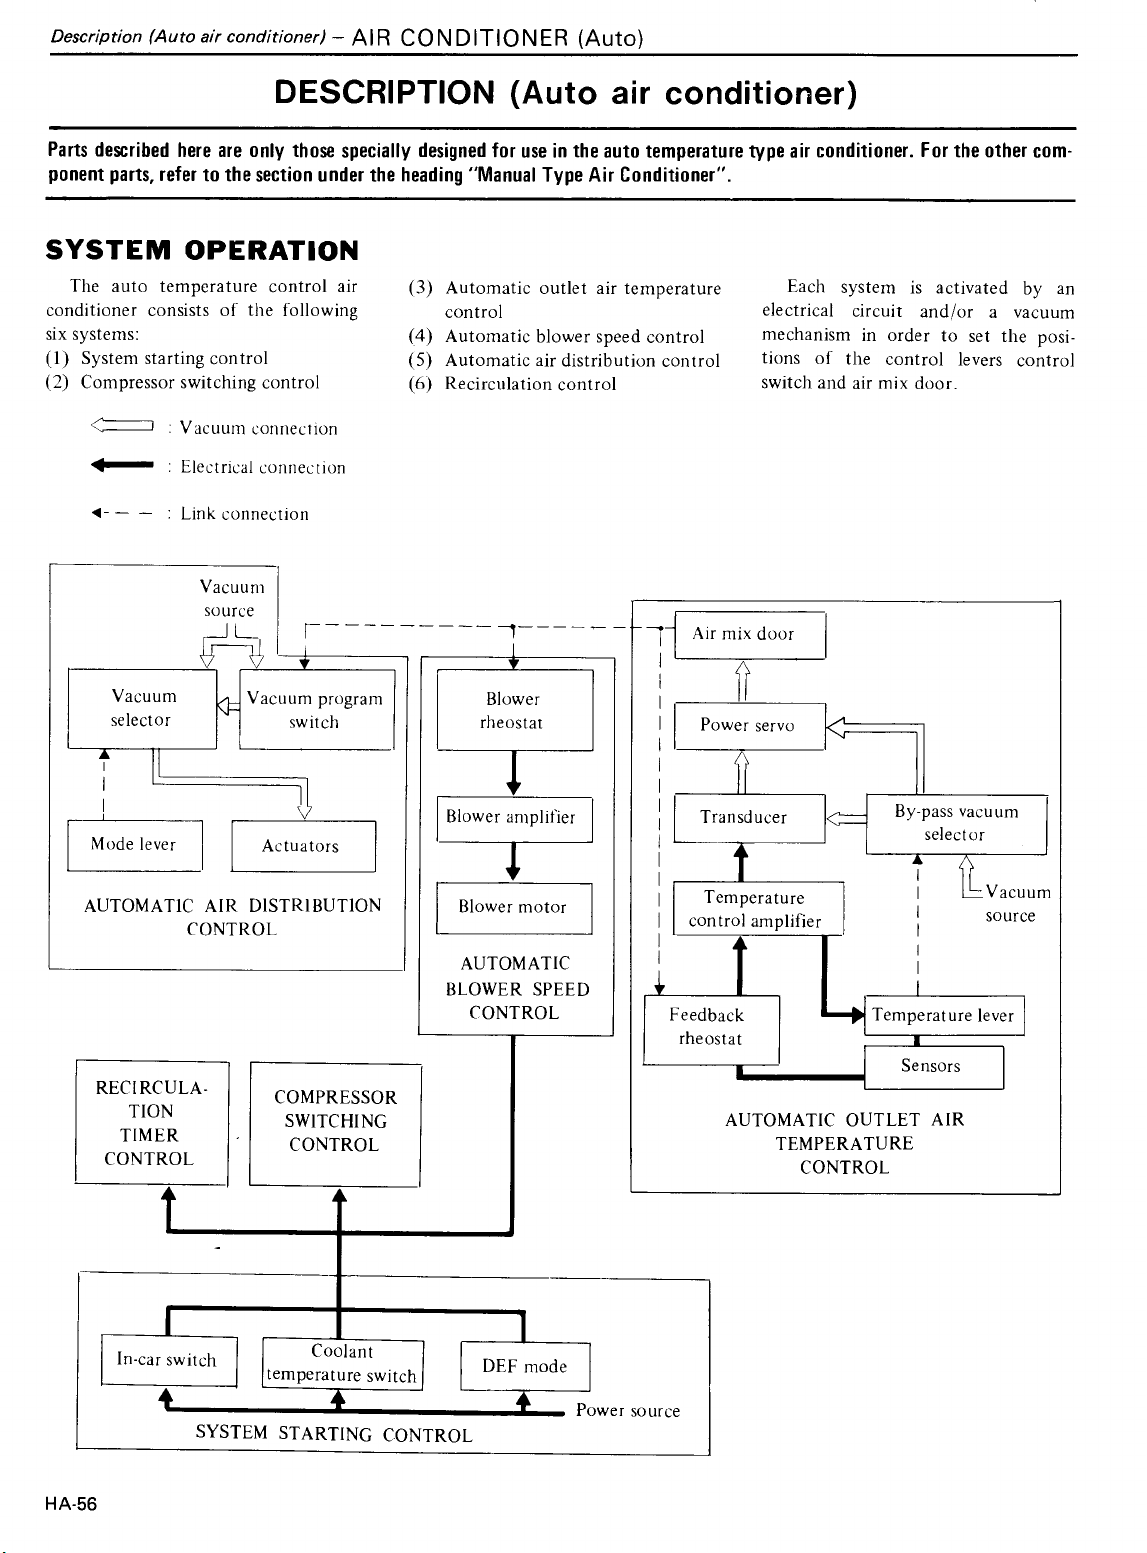 Description (Auto air conditioner) – AIR CONDITIONER (Auto)
DESCRIPTION (Auto air conditioner)
Parts described here are only those specially designed for use in the auto temperature type air conditioner. For the other com-
ponent parts, refer to the section under the heading "Manual Type Air Conditioner".
SYSTEM OPERATION
The auto temperature control air
conditioner consists of the following
six systems:
(1) System starting control
(2) Compressor switching control
(3) Automatic outlet air temperature
control
(4) Automatic blower speed control
(5) Automatic air distribution control
(6) Recirculation control
Each system is activated by an
electrical circuit and/or a vacuum
mechanism in order to set the posi-
tions of the control levers control
switch and air mix door.
: Vacuum connection
: Electrical connection
: Link connection
Vacuum
source
Vacuum
selector
Vacuum program
switch
Mode lever
Actuators
AUTOMATIC AIR DISTRIBUTION
CONTROL
Blower
rheostat
Blower amplifier
Blower motor
AUTOMATIC
BLOWER SPEED
CONTROL
Air mix door
Power servo
Transducer
By-pass vacuum
selector
Temperature
control amplifier
Vacuum
source
Feedback
rheostat
Temperature lever
Sensors
AUTOMATIC OUTLET AIR
TEMPERATURE
CONTROL
RECIRCULA-
TION
TIMER
CONTROL
COMPRESSOR
SWITCHING
CONTROL
In-car switch
Coolant
temperature switch
DEF mode
Power source
SYSTEM STARTING CONTROL
HA-56